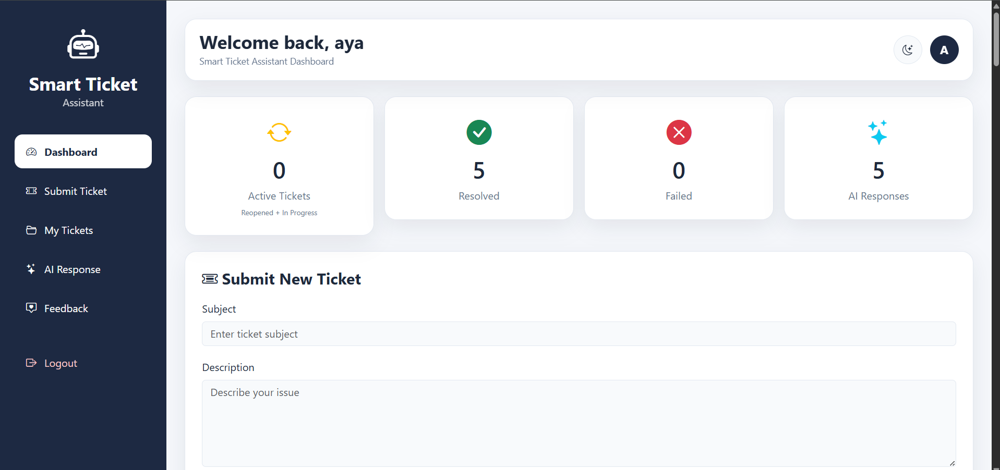 Smart Ticket
Assistant
Dashboard
Submit Ticket
My Tickets
AI Response
Feedback
Logout
Welcome back, aya
Smart Ticket Assistant Dashboard
A
0
Active Tickets
Reopened + In Progress
5
Resolved
0
Failed
5
AI Responses
Submit New Ticket
Subject
Enter ticket subject
Description
Describe your issue